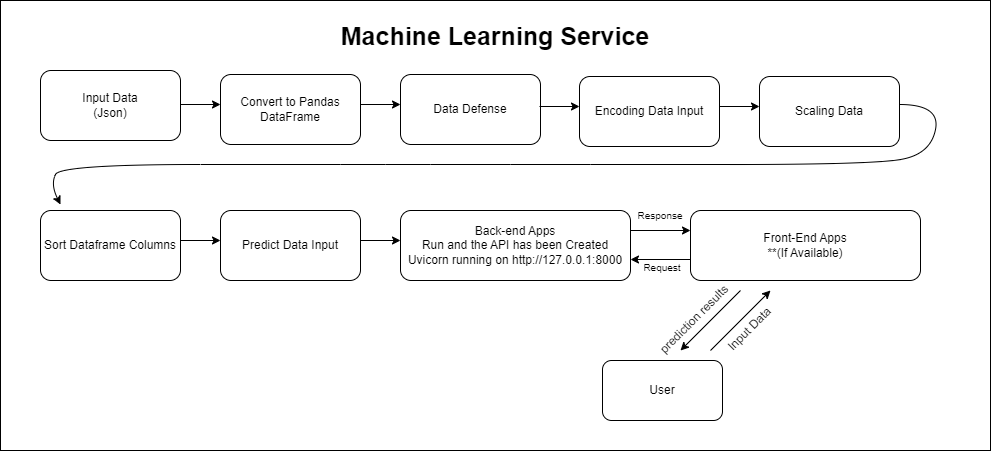 Machine Learning Service
Input Data
(Json)
Convert to Pandas
DataFrame
Data Defense
Encoding Data Input
Scaling Data
Sort Dataframe Columns
Predict Data Input
Back-end Apps
Run and the API has been Created
Uvicorn running on http://127.0.0.1:8000
Response
Request
Front-End Apps
**(If Available)
prediction results
Input Data
User